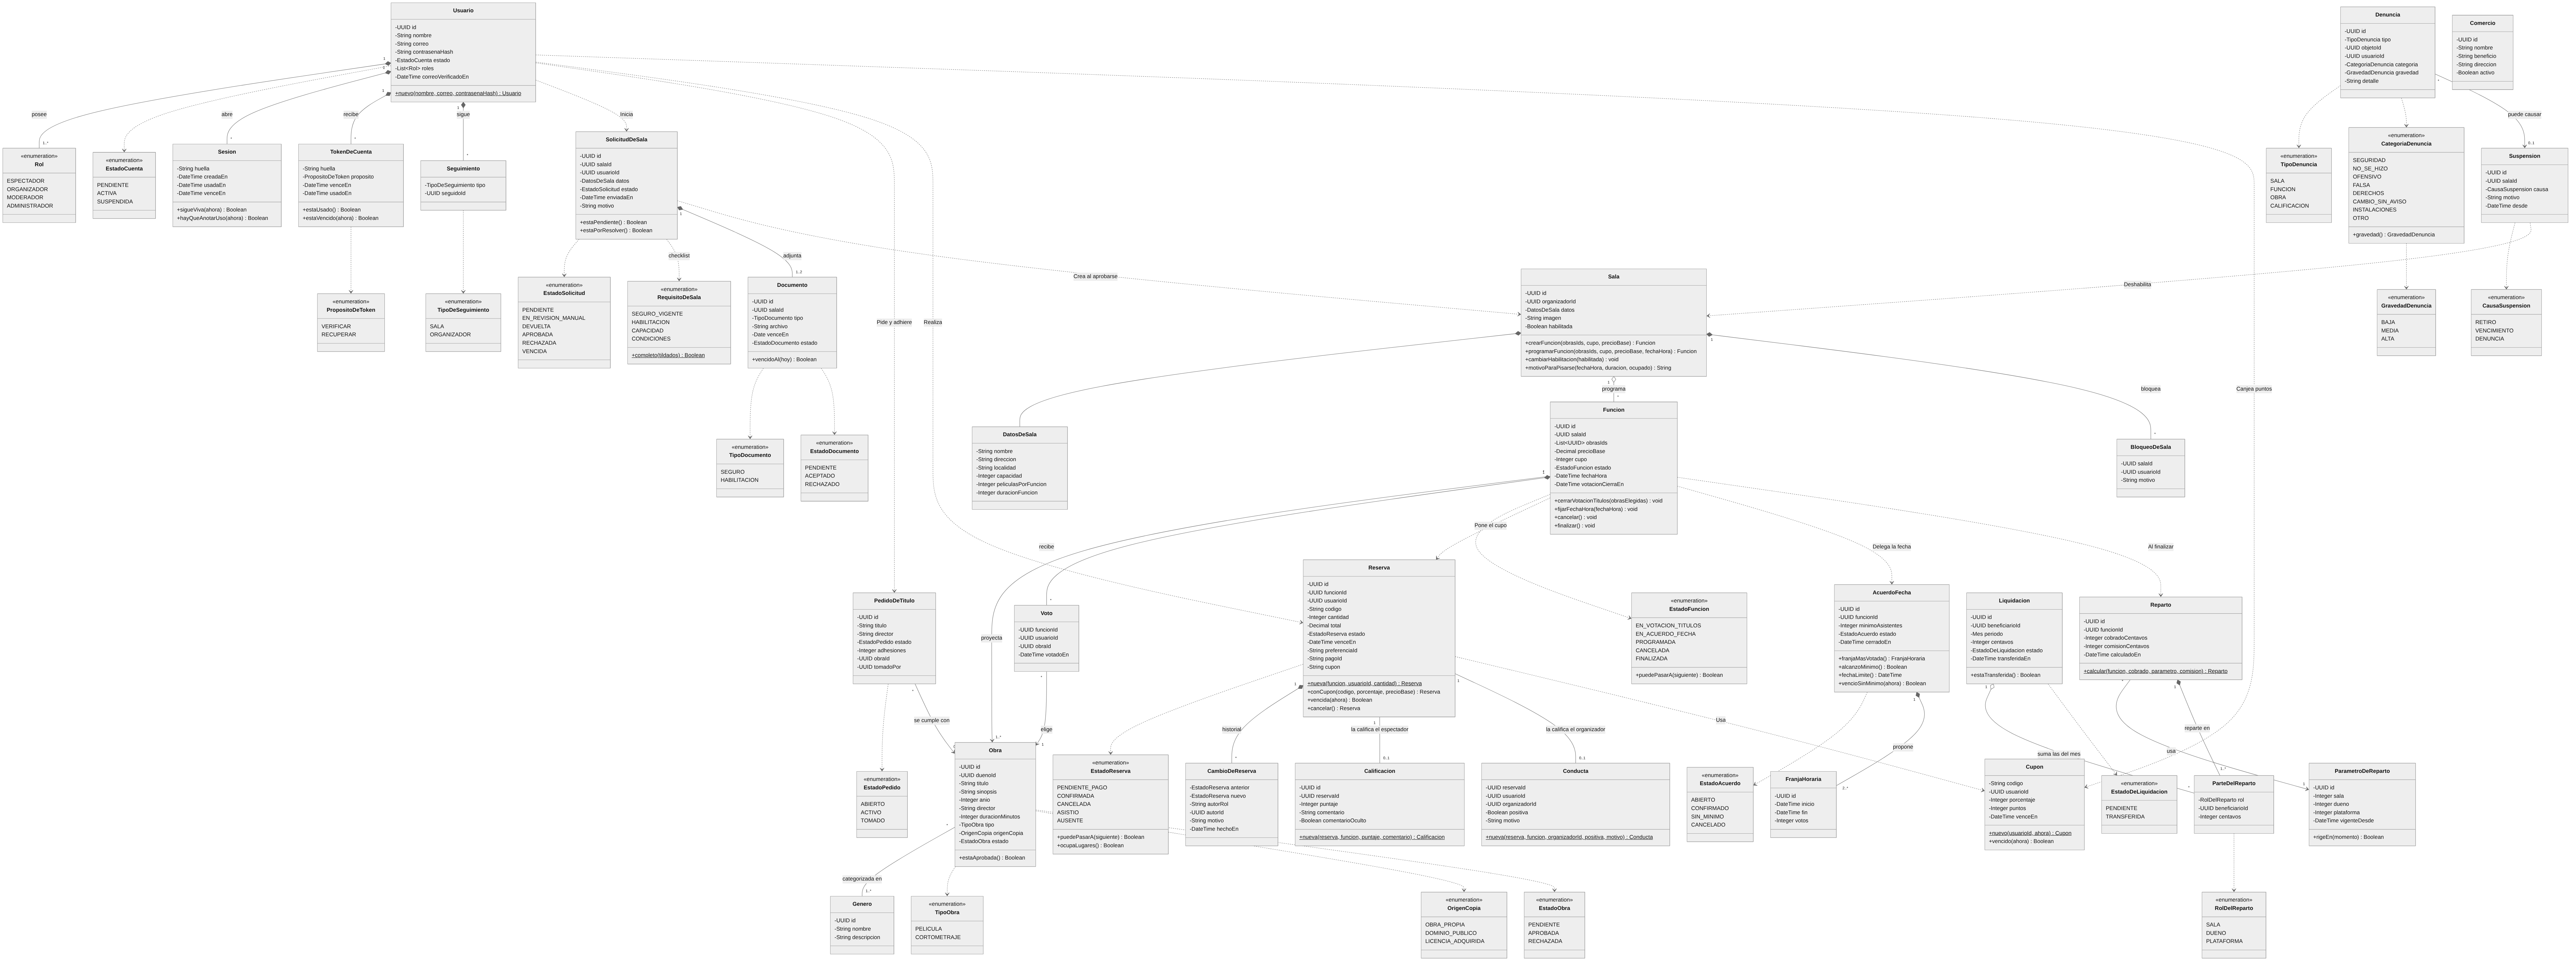 Usuario
-UUID id
-String nombre
-String correo
-String contrasenaHash
-EstadoCuenta estado
-List<Rol> roles
-DateTime correoVerificadoEn
+nuevo(nombre, correo, contrasenaHash) : Usuario
Denuncia
-UUID id
-TipoDenuncia tipo
-UUID objetoId
-UUID usuarioId
-CategoriaDenuncia categoria
-GravedadDenuncia gravedad
-String detalle
Comercio
-UUID id
-String nombre
-String beneficio
-String direccion
-Boolean activo
1
1
1
1
*
posee
abre
recibe
sigue
Inicia
puede causar
1..*
*
*
*
0..1
«enumeration»
Rol
ESPECTADOR
ORGANIZADOR
MODERADOR
ADMINISTRADOR
«enumeration»
EstadoCuenta
PENDIENTE
ACTIVA
SUSPENDIDA
Sesion
-String huella
-DateTime creadaEn
-DateTime usadaEn
-DateTime venceEn
+sigueViva(ahora) : Boolean
+hayQueAnotarUso(ahora) : Boolean
TokenDeCuenta
-String huella
-PropositoDeToken proposito
-DateTime venceEn
-DateTime usadoEn
+estaUsado() : Boolean
+estaVencido(ahora) : Boolean
Seguimiento
-TipoDeSeguimiento tipo
-UUID seguidoId
SolicitudDeSala
-UUID id
-UUID salaId
-UUID usuarioId
-DatosDeSala datos
-EstadoSolicitud estado
-DateTime enviadaEn
-String motivo
+estaPendiente() : Boolean
+estaPorResolver() : Boolean
«enumeration»
TipoDenuncia
SALA
FUNCION
OBRA
CALIFICACION
«enumeration»
CategoriaDenuncia
SEGURIDAD
NO_SE_HIZO
OFENSIVO
FALSA
DERECHOS
CAMBIO_SIN_AVISO
INSTALACIONES
OTRO
+gravedad() : GravedadDenuncia
Suspension
-UUID id
-UUID salaId
-CausaSuspension causa
-String motivo
-DateTime desde
1
checklist
adjunta
1..2
Crea al aprobarse
Deshabilita
«enumeration»
PropositoDeToken
VERIFICAR
RECUPERAR
«enumeration»
TipoDeSeguimiento
SALA
ORGANIZADOR
«enumeration»
EstadoSolicitud
PENDIENTE
EN_REVISION_MANUAL
DEVUELTA
APROBADA
RECHAZADA
VENCIDA
«enumeration»
RequisitoDeSala
SEGURO_VIGENTE
HABILITACION
CAPACIDAD
CONDICIONES
+completo(tildados) : Boolean
Documento
-UUID id
-UUID salaId
-TipoDocumento tipo
-String archivo
-Date venceEn
-EstadoDocumento estado
+vencidoAl(hoy) : Boolean
Pide y adhiere
Realiza
Sala
-UUID id
-UUID organizadorId
-DatosDeSala datos
-String imagen
-Boolean habilitada
+crearFuncion(obrasIds, cupo, precioBase) : Funcion
+programarFuncion(obrasIds, cupo, precioBase, fechaHora) : Funcion
+cambiarHabilitacion(habilitada) : void
+motivoParaPisarse(fechaHora, duracion, ocupado) : String
«enumeration»
GravedadDenuncia
BAJA
MEDIA
ALTA
«enumeration»
CausaSuspension
RETIRO
VENCIMIENTO
DENUNCIA
1
1
programa
*
bloquea
*
Canjea puntos
«enumeration»
TipoDocumento
SEGURO
HABILITACION
«enumeration»
EstadoDocumento
PENDIENTE
ACEPTADO
RECHAZADO
DatosDeSala
-String nombre
-String direccion
-String localidad
-Integer capacidad
-Integer peliculasPorFuncion
-Integer duracionFuncion
Funcion
-UUID id
-UUID salaId
-List<UUID> obrasIds
-Decimal precioBase
-Integer cupo
-EstadoFuncion estado
-DateTime fechaHora
-DateTime votacionCierraEn
+cerrarVotacionTitulos(obrasElegidas) : void
+fijarFechaHora(fechaHora) : void
+cancelar() : void
+finalizar() : void
BloqueoDeSala
-UUID salaId
-UUID usuarioId
-String motivo
1
recibe
Pone el cupo
Delega la fecha
Al finalizar
PedidoDeTitulo
-UUID id
-String titulo
-String director
-EstadoPedido estado
-Integer adhesiones
-UUID obraId
-UUID tomadoPor
proyecta
*
Voto
-UUID funcionId
-UUID usuarioId
-UUID obraId
-DateTime votadoEn
Reserva
-UUID id
-UUID funcionId
-UUID usuarioId
-String codigo
-Integer cantidad
-Decimal total
-EstadoReserva estado
-DateTime venceEn
-String preferenciaId
-String pagoId
-String cupon
+nueva(funcion, usuarioId, cantidad) : Reserva
+conCupon(codigo, porcentaje, precioBase) : Reserva
+vencida(ahora) : Boolean
+cancelar() : Reserva
«enumeration»
EstadoFuncion
EN_VOTACION_TITULOS
EN_ACUERDO_FECHA
PROGRAMADA
CANCELADA
FINALIZADA
+puedePasarA(siguiente) : Boolean
AcuerdoFecha
-UUID id
-UUID funcionId
-Integer minimoAsistentes
-EstadoAcuerdo estado
-DateTime cerradoEn
+franjaMasVotada() : FranjaHoraria
+alcanzoMinimo() : Boolean
+fechaLimite() : DateTime
+vencioSinMinimo(ahora) : Boolean
Liquidacion
-UUID id
-UUID beneficiarioId
-Mes periodo
-Integer centavos
-EstadoDeLiquidacion estado
-DateTime transferidaEn
+estaTransferida() : Boolean
Reparto
-UUID id
-UUID funcionId
-Integer cobradoCentavos
-Integer comisionCentavos
-DateTime calculadoEn
+calcular(funcion, cobrado, parametro, comision) : Reparto
*
*
1
1
1
1
1
*
1
se cumple con
elige
historial
la califica el espectador
la califica el organizador
Usa
propone
suma las del mes
usa
reparte en
1..*
1
*
0..1
0..1
2..*
*
1..*
1
«enumeration»
EstadoPedido
ABIERTO
ACTIVO
TOMADO
Obra
-UUID id
-UUID duenoId
-String titulo
-String sinopsis
-Integer anio
-String director
-Integer duracionMinutos
-TipoObra tipo
-OrigenCopia origenCopia
-EstadoObra estado
+estaAprobada() : Boolean
«enumeration»
EstadoReserva
PENDIENTE_PAGO
CONFIRMADA
CANCELADA
ASISTIO
AUSENTE
+puedePasarA(siguiente) : Boolean
+ocupaLugares() : Boolean
CambioDeReserva
-EstadoReserva anterior
-EstadoReserva nuevo
-String autorRol
-UUID autorId
-String motivo
-DateTime hechoEn
Calificacion
-UUID id
-UUID reservaId
-Integer puntaje
-String comentario
-Boolean comentarioOculto
+nueva(reserva, funcion, puntaje, comentario) : Calificacion
Conducta
-UUID reservaId
-UUID usuarioId
-UUID organizadorId
-Boolean positiva
-String motivo
+nueva(reserva, funcion, organizadorId, positiva, motivo) : Conducta
«enumeration»
EstadoAcuerdo
ABIERTO
CONFIRMADO
SIN_MINIMO
CANCELADO
FranjaHoraria
-UUID id
-DateTime inicio
-DateTime fin
-Integer votos
Cupon
-String codigo
-UUID usuarioId
-Integer porcentaje
-Integer puntos
-DateTime venceEn
+nuevo(usuarioId, ahora) : Cupon
+vencido(ahora) : Boolean
«enumeration»
EstadoDeLiquidacion
PENDIENTE
TRANSFERIDA
ParteDelReparto
-RolDelReparto rol
-UUID beneficiarioId
-Integer centavos
ParametroDeReparto
-UUID id
-Integer sala
-Integer dueno
-Integer plataforma
-DateTime vigenteDesde
+rigeEn(momento) : Boolean
*
categorizada en
1..*
Genero
-UUID id
-String nombre
-String descripcion
«enumeration»
TipoObra
PELICULA
CORTOMETRAJE
«enumeration»
OrigenCopia
OBRA_PROPIA
DOMINIO_PUBLICO
LICENCIA_ADQUIRIDA
«enumeration»
EstadoObra
PENDIENTE
APROBADA
RECHAZADA
«enumeration»
RolDelReparto
SALA
DUENO
PLATAFORMA